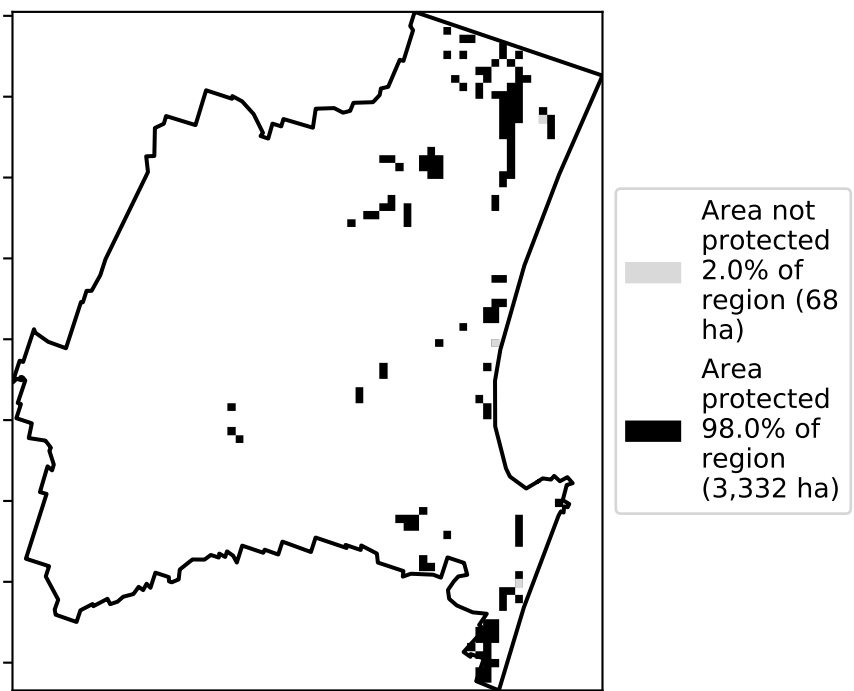 Area not
protected
2.0% of
region (68
ha)
Area
protected
98.0% of
region
(3,332 ha)